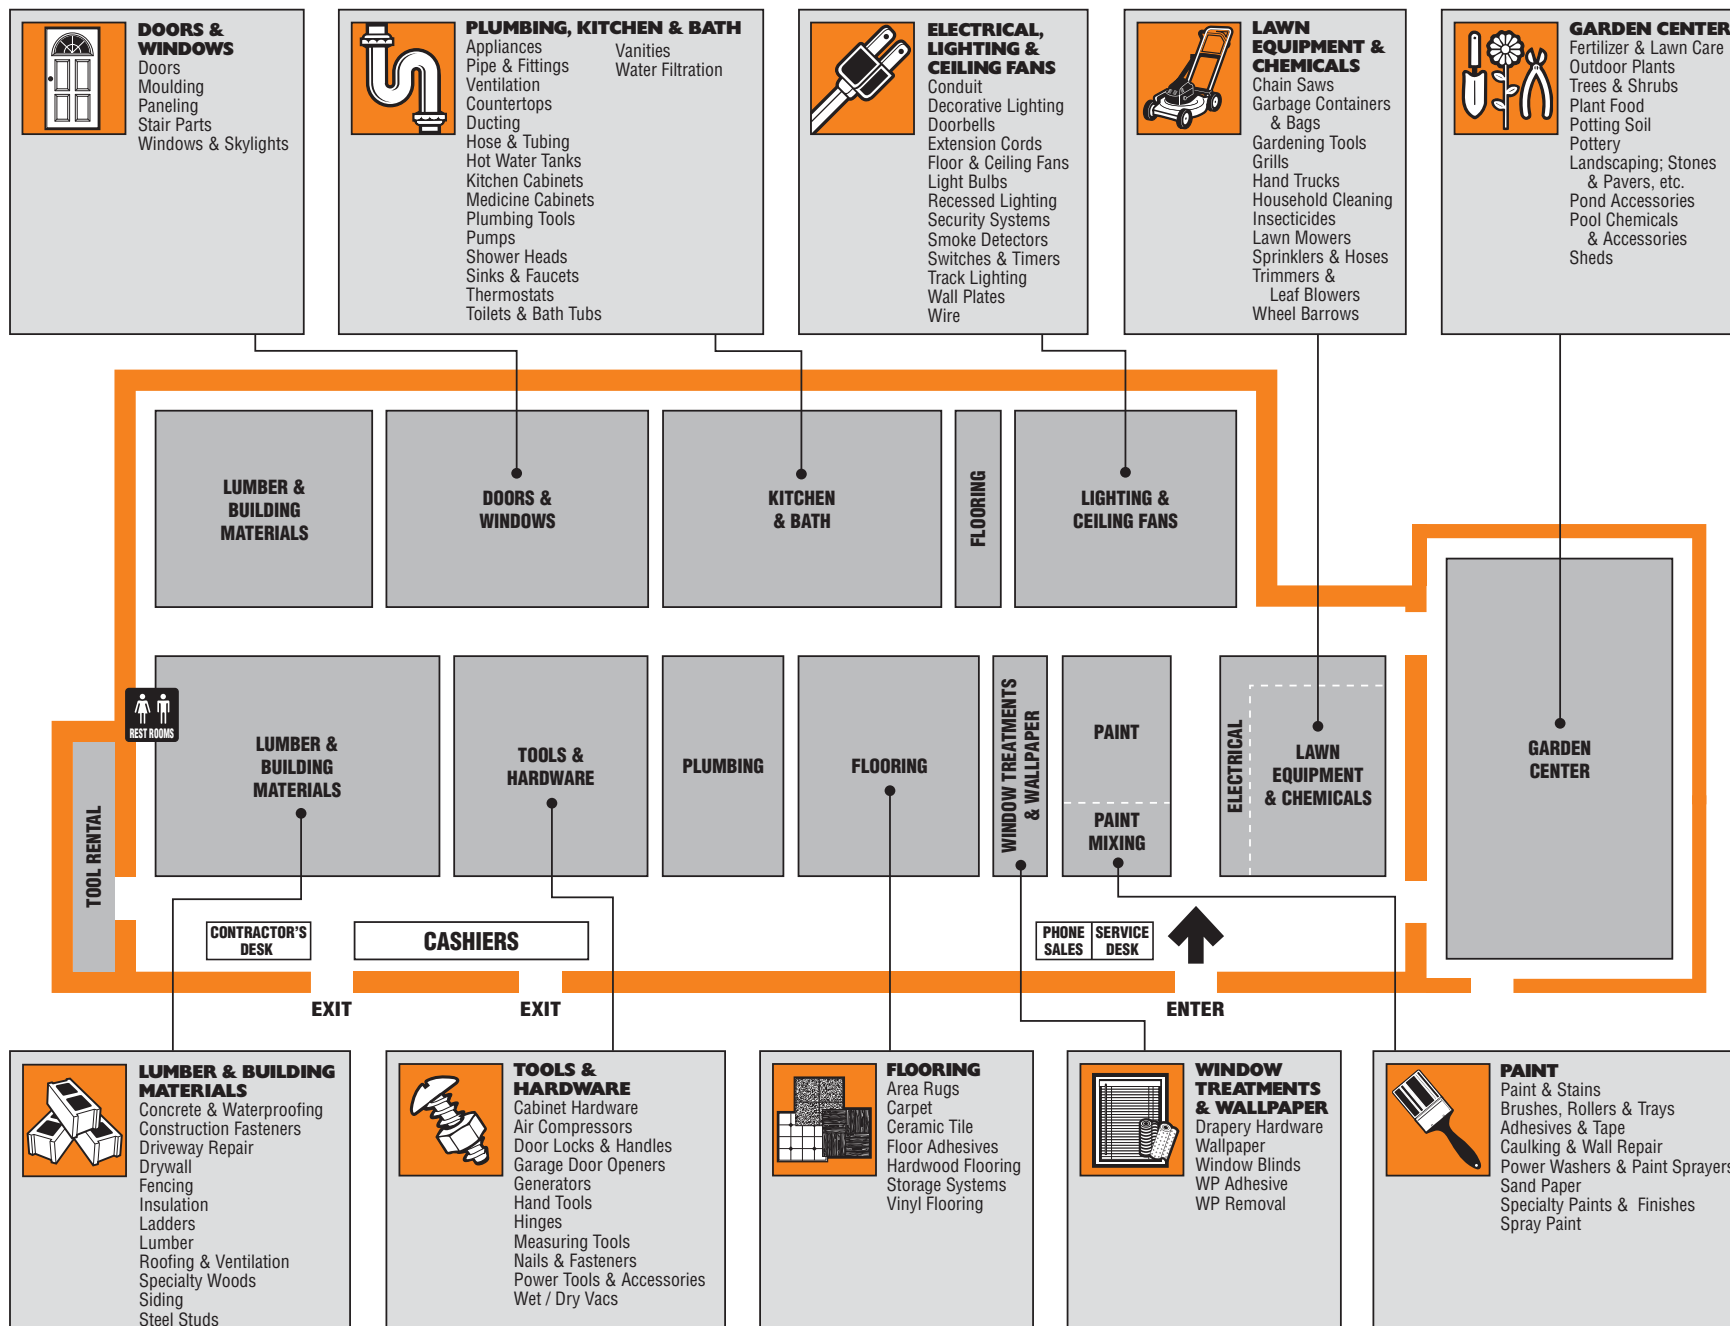 DOORS &
WINDOWS
Doors
Moulding
Paneling
Stair Parts
Windows & Skylights
PLUMBING, KITCHEN & BATH
Appliances
Pipe & Fittings
Ventilation
Countertops
Ducting
Hose & Tubing
Hot Water Tanks
Kitchen Cabinets
Medicine Cabinets
Plumbing Tools
Pumps
Shower Heads
Sinks & Faucets
Thermostats
Toilets & Bath Tubs
Vanities
Water Filtration
ELECTRICAL,
LIGHTING &
CEILING FANS
Conduit
Decorative Lighting
Doorbells
Extension Cords
Floor & Ceiling Fans
Light Bulbs
Recessed Lighting
Security Systems
Smoke Detectors
Switches & Timers
Track Lighting
Wall Plates
Wire
LAWN
EQUIPMENT &
CHEMICALS
Chain Saws
Garbage Containers
& Bags
Gardening Tools
Grills
Hand Trucks
Household Cleaning
Insecticides
Lawn Mowers
Sprinklers & Hoses
Trimmers &
Leaf Blowers
Wheel Barrows
GARDEN CENTER
Fertilizer & Lawn Care
Outdoor Plants
Trees & Shrubs
Plant Food
Potting Soil
Pottery
Landscaping; Stones
& Pavers, etc.
Pond Accessories
Pool Chemicals
& Accessories
Sheds
LUMBER &
BUILDING
MATERIALS
DOORS &
WINDOWS
KITCHEN
& BATH
FLOORING
LIGHTING &
CEILING FANS
REST ROOMS
TOOL RENTAL
LUMBER &
BUILDING
MATERIALS
TOOLS &
HARDWARE
PLUMBING
FLOORING
WINDOW TREATMENTS
& WALLPAPER
PAINT
PAINT
MIXING
ELECTRICAL
LAWN
EQUIPMENT
& CHEMICALS
GARDEN
CENTER
CONTRACTOR'S
DESK
CASHIERS
PHONE
SALES
SERVICE
DESK
EXIT
EXIT
ENTER
LUMBER & BUILDING
MATERIALS
Concrete & Waterproofing
Construction Fasteners
Driveway Repair
Drywall
Fencing
Insulation
Ladders
Lumber
Roofing & Ventilation
Specialty Woods
Siding
Steel Studs
TOOLS &
HARDWARE
Cabinet Hardware
Air Compressors
Door Locks & Handles
Garage Door Openers
Generators
Hand Tools
Hinges
Measuring Tools
Nails & Fasteners
Power Tools & Accessories
Wet / Dry Vacs
FLOORING
Area Rugs
Carpet
Ceramic Tile
Floor Adhesives
Hardwood Flooring
Storage Systems
Vinyl Flooring
WINDOW
TREATMENTS
& WALLPAPER
Drapery Hardware
Wallpaper
Window Blinds
WP Adhesive
WP Removal
PAINT
Paint & Stains
Brushes, Rollers & Trays
Adhesives & Tape
Caulking & Wall Repair
Power Washers & Paint Sprayers
Sand Paper
Specialty Paints & Finishes
Spray Paint